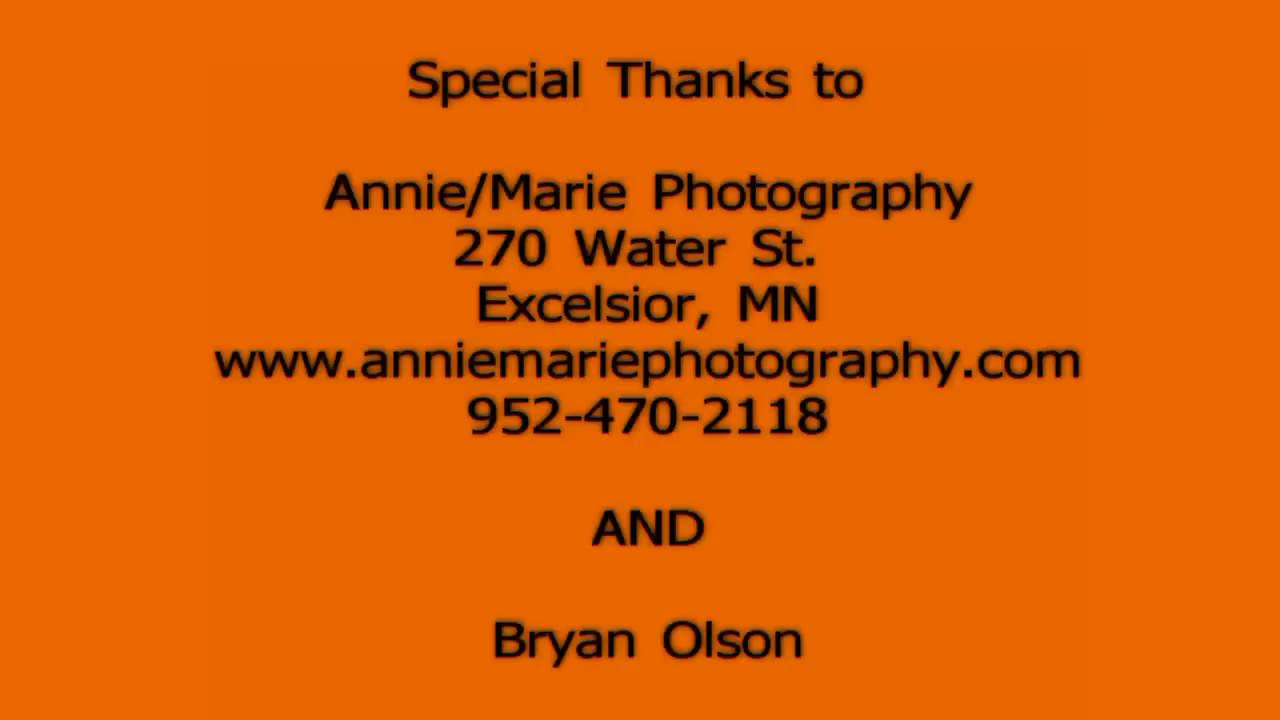 Special Thanks to
Annie/Marie Photography
270 Water St.
Excelsior, MN
www.anniemariephotography.com
952-470-2118
AND
Bryan Olson